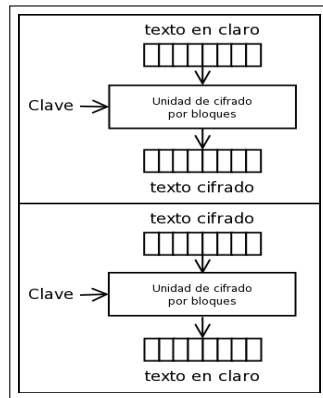 texto en claro
Clave
Unidad de cifrado
por bloques
texto cifrado
texto cifrado
Clave
Unidad de cifrado
por bloques
texto en claro